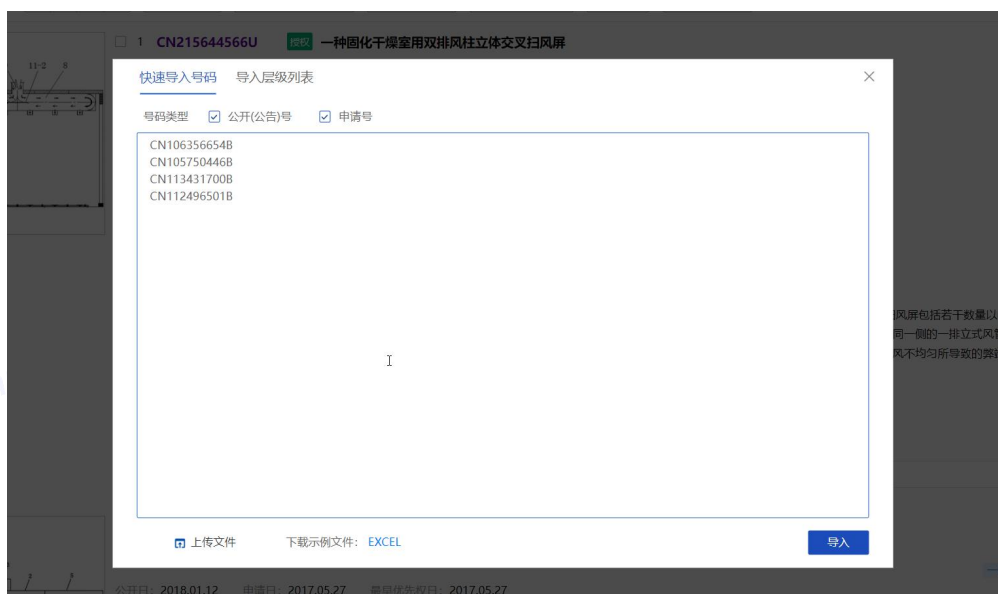 1 CN215644566U 授权 一种固化干燥室用双排风柱立体交叉扫风屏
11-2 8
快速导入号码 导入层级列表
号码类型 公开(公告)号 申请号
CN106356654B
CN105750446B
CN113431700B
CN112496501B
风屏包括若干数量以
同一侧的一排立式风
风不均匀所导致的弊
上传文件 下载示例文件: EXCEL 导入
2 3
公开日: 2018.01.12 申请日: 2017.05.27 最早优先权日: 2017.05.27